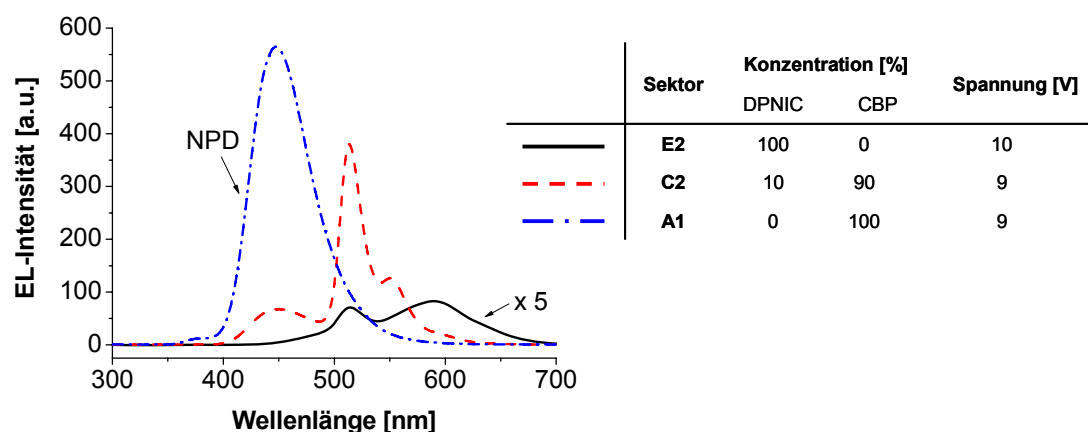 EL-Intensität [a.u.]
600
500
400
300
200
100
0
NPD
x 5
300
400
500
600
700
Wellenlänge [nm]
Sektor
Konzentration [%]
Spannung [V]
DPNIC CBP
E2 100 0 10
C2 10 90 9
A1 0 100 9